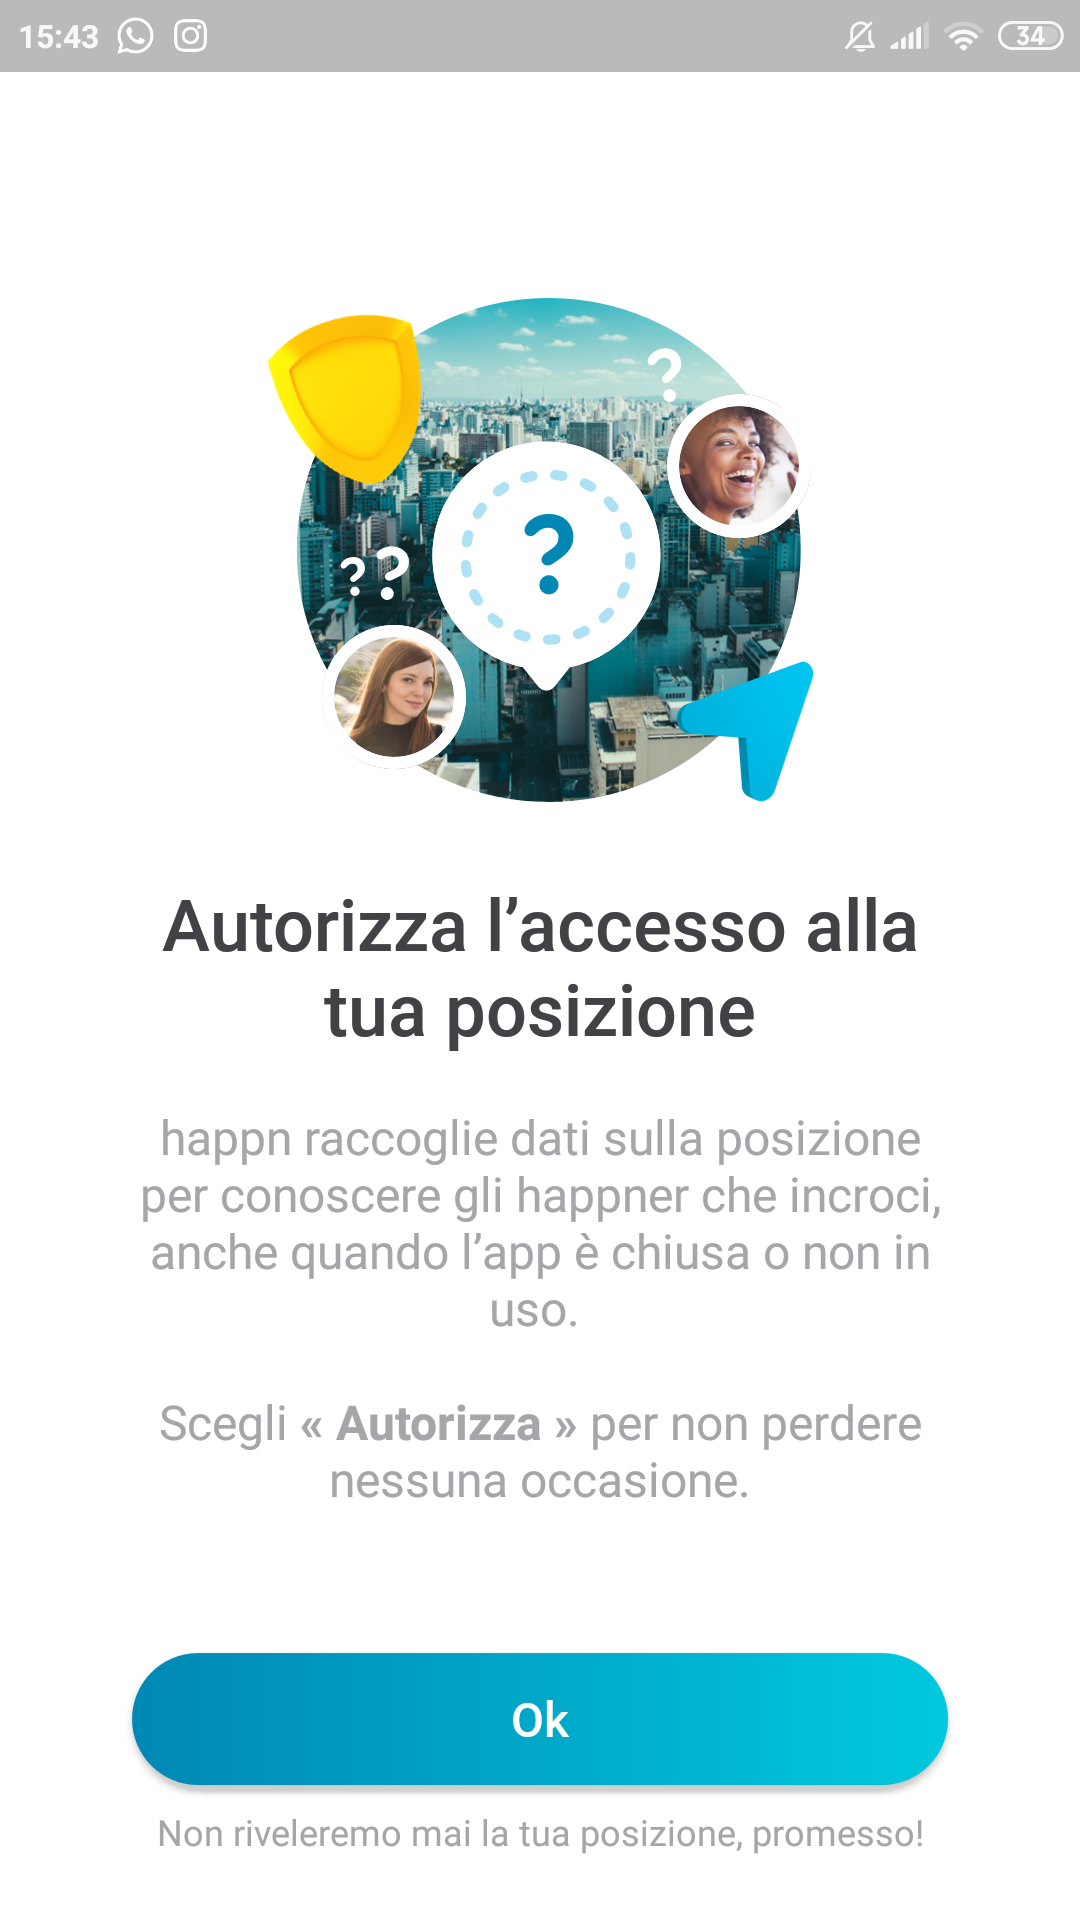 15:43
34
?
?
??
Autorizza l’accesso alla
tua posizione
happn raccoglie dati sulla posizione
per conoscere gli happner che incroci,
anche quando l’app è chiusa o non in
uso.
Scegli « Autorizza » per non perdere
nessuna occasione.
Ok
Non riveleremo mai la tua posizione, promesso!